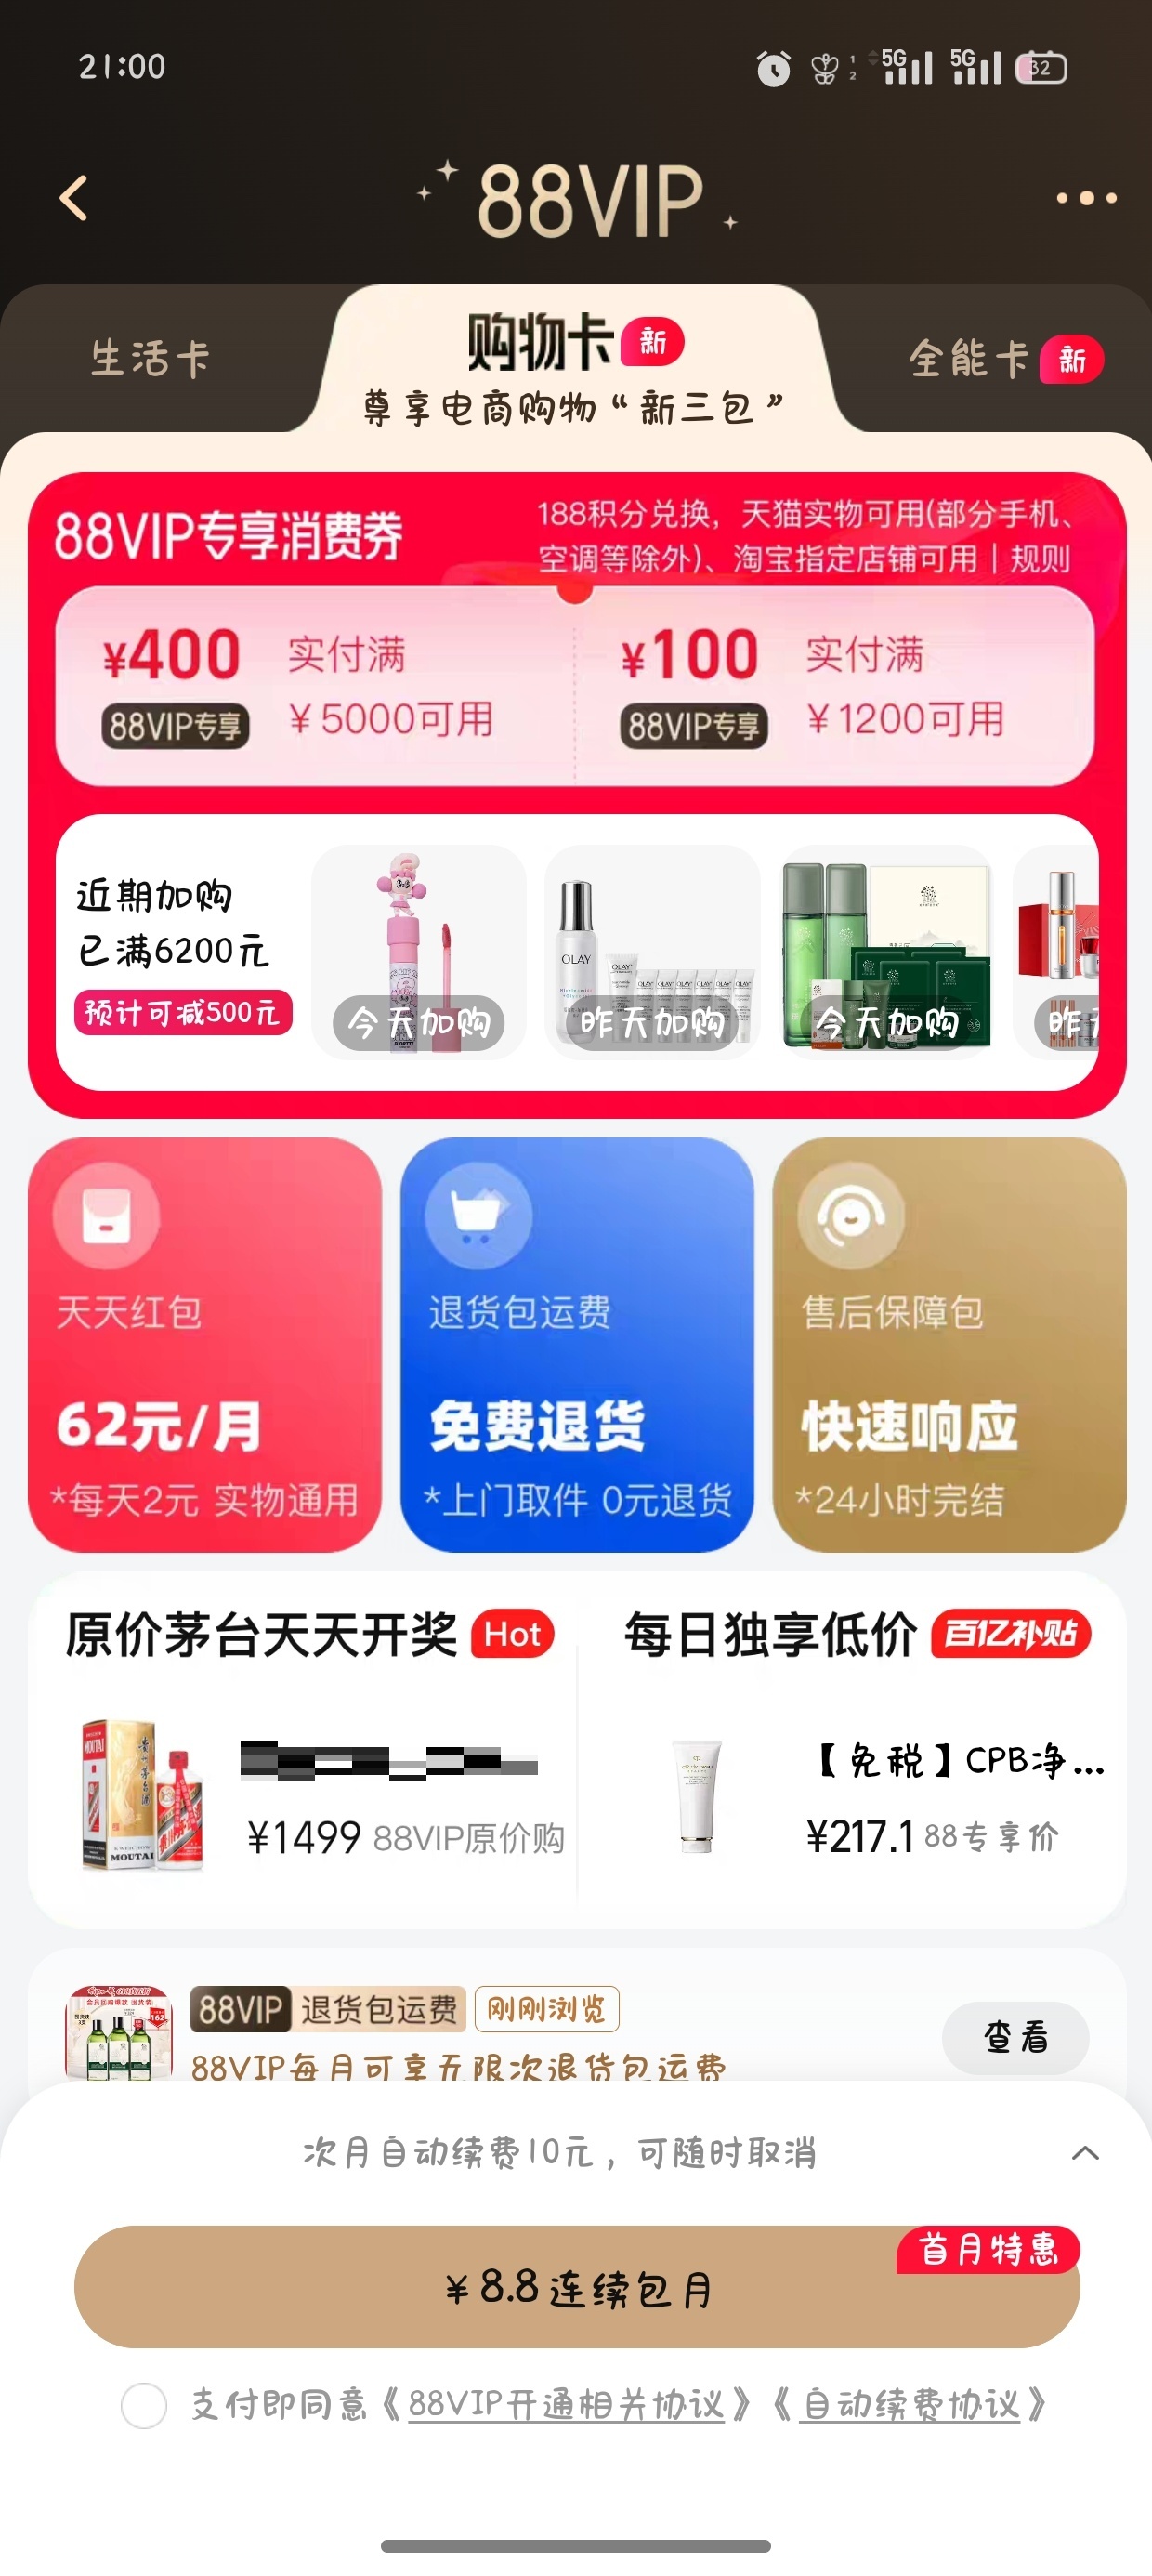 21:00
5G
5G
32
88VIP
生活卡
购物卡
新
尊享电商购物“新三包”
全能卡
新
88VIP专享消费券
188积分兑换，天猫实物可用(部分手机、
空调等除外)、淘宝指定店铺可用｜规则
¥400
88VIP专享
实付满
¥5000可用
¥100
88VIP专享
实付满
¥1200可用
近期加购
已满6200元
预计可减500元
今天加购
OLAY
OLAY
昨天加购
今天加购
昨
天天红包
62元/月
*每天2元 实物通用
退货包运费
免费退货
*上门取件 0元退货
售后保障包
快速响应
*24小时完结
原价茅台天天开奖
Hot
MOUTAI
¥1499 88VIP原价购
每日独享低价
百亿补贴
【免税】CPB净...
¥217.1 88专享价
88VIP 退货包运费
刚刚浏览
88VIP每月可享无限次退货包运费
查看
次月自动续费10元，可随时取消
首月特惠
¥8.8连续包月
支付即同意《88VIP开通相关协议》《自动续费协议》